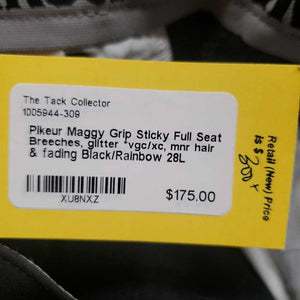 The Tack Collector
1005944-309
Pikeur Maggy Grip Sticky Full Seat
Breeches, glitter *vgc/xc, mnr hair
& fading Black/Rainbow 28L
$175.00
XU8NXZ
Retail (New) Price
is $ 300+